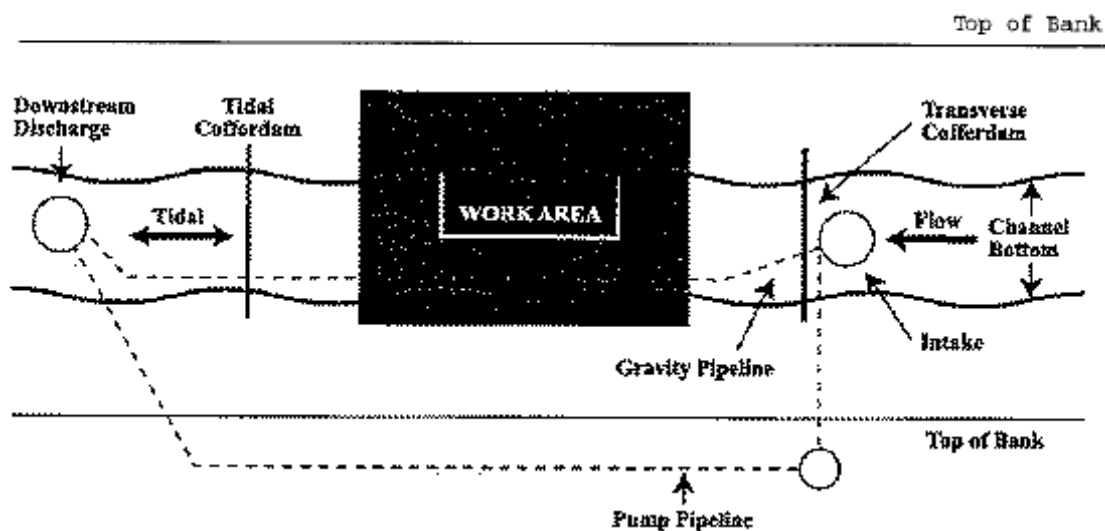 Top of Bank
Downstream
Discharge
Tidal
Cofferdam
Transverse
Cofferdam
Tidal
WORK AREA
Flow
Channel
Bottom
Intake
Gravity Pipeline
Top of Bank
Pump Pipeline